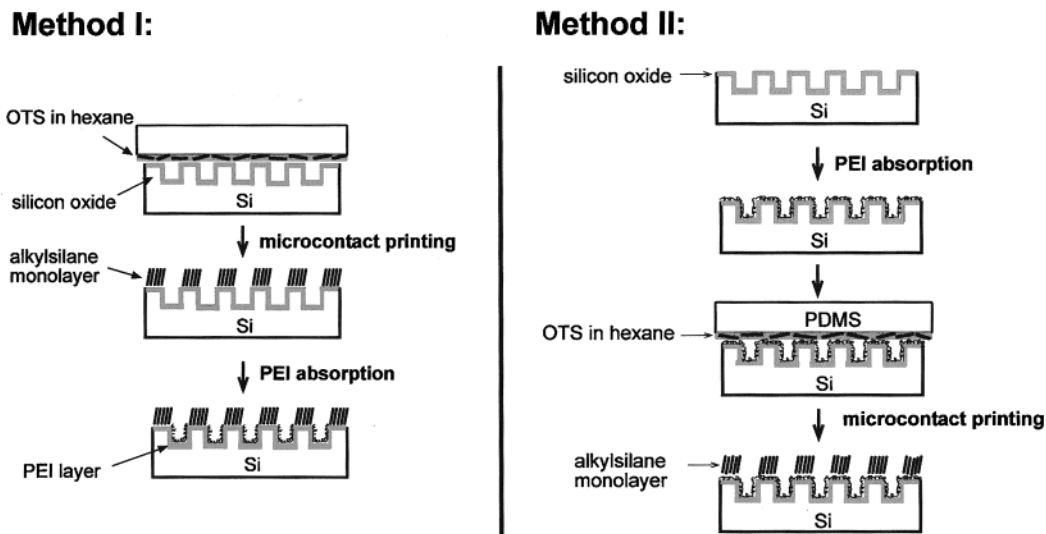 Method I:
OTS in hexane
silicon oxide
Si
microcontact printing
alkylsilane
monolayer
Si
PEI absorption
PEI layer
Si
Method II:
silicon oxide
Si
PEI absorption
Si
PDMS
OTS in hexane
Si
microcontact printing
alkylsilane
monolayer
Si